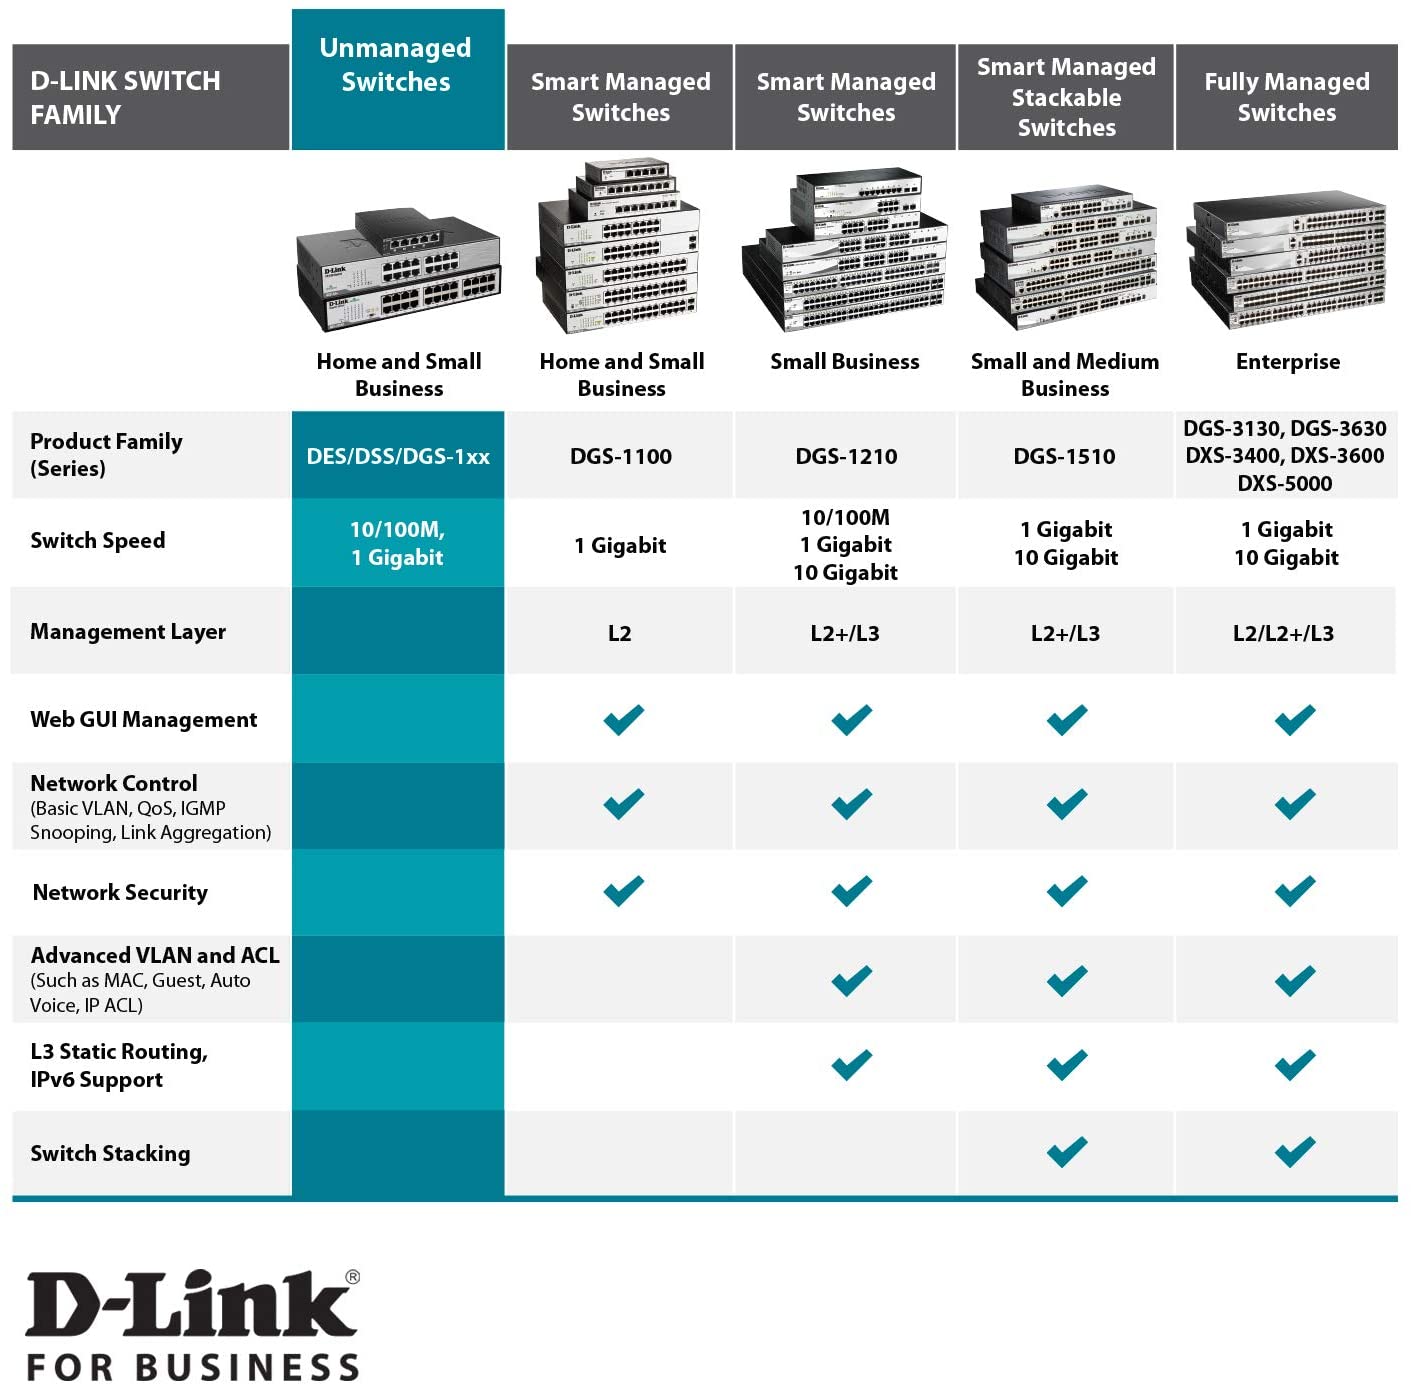 D-LINK SWITCH
FAMILY
Unmanaged
Switches
Smart Managed
Switches
Smart Managed
Switches
Smart Managed
Stackable
Switches
Fully Managed
Switches
D-Link
D-Link
Home and Small
Business
Home and Small
Business
Small Business
Small and Medium
Business
Enterprise
Product Family
(Series)
DES/DSS/DGS-1xx
DGS-1100
DGS-1210
DGS-1510
DGS-3130, DGS-3630
DXS-3400, DXS-3600
DXS-5000
Switch Speed
10/100M,
1 Gigabit
1 Gigabit
10/100M
1 Gigabit
10 Gigabit
1 Gigabit
10 Gigabit
1 Gigabit
10 Gigabit
Management Layer
L2
L2+/L3
L2+/L3
L2/L2+/L3
Web GUI Management
Network Control
(Basic VLAN, QoS, IGMP
Snooping, Link Aggregation)
Network Security
Advanced VLAN and ACL
(Such as MAC, Guest, Auto
Voice, IP ACL)
L3 Static Routing,
IPv6 Support
Switch Stacking
D-Link®
FOR BUSINESS